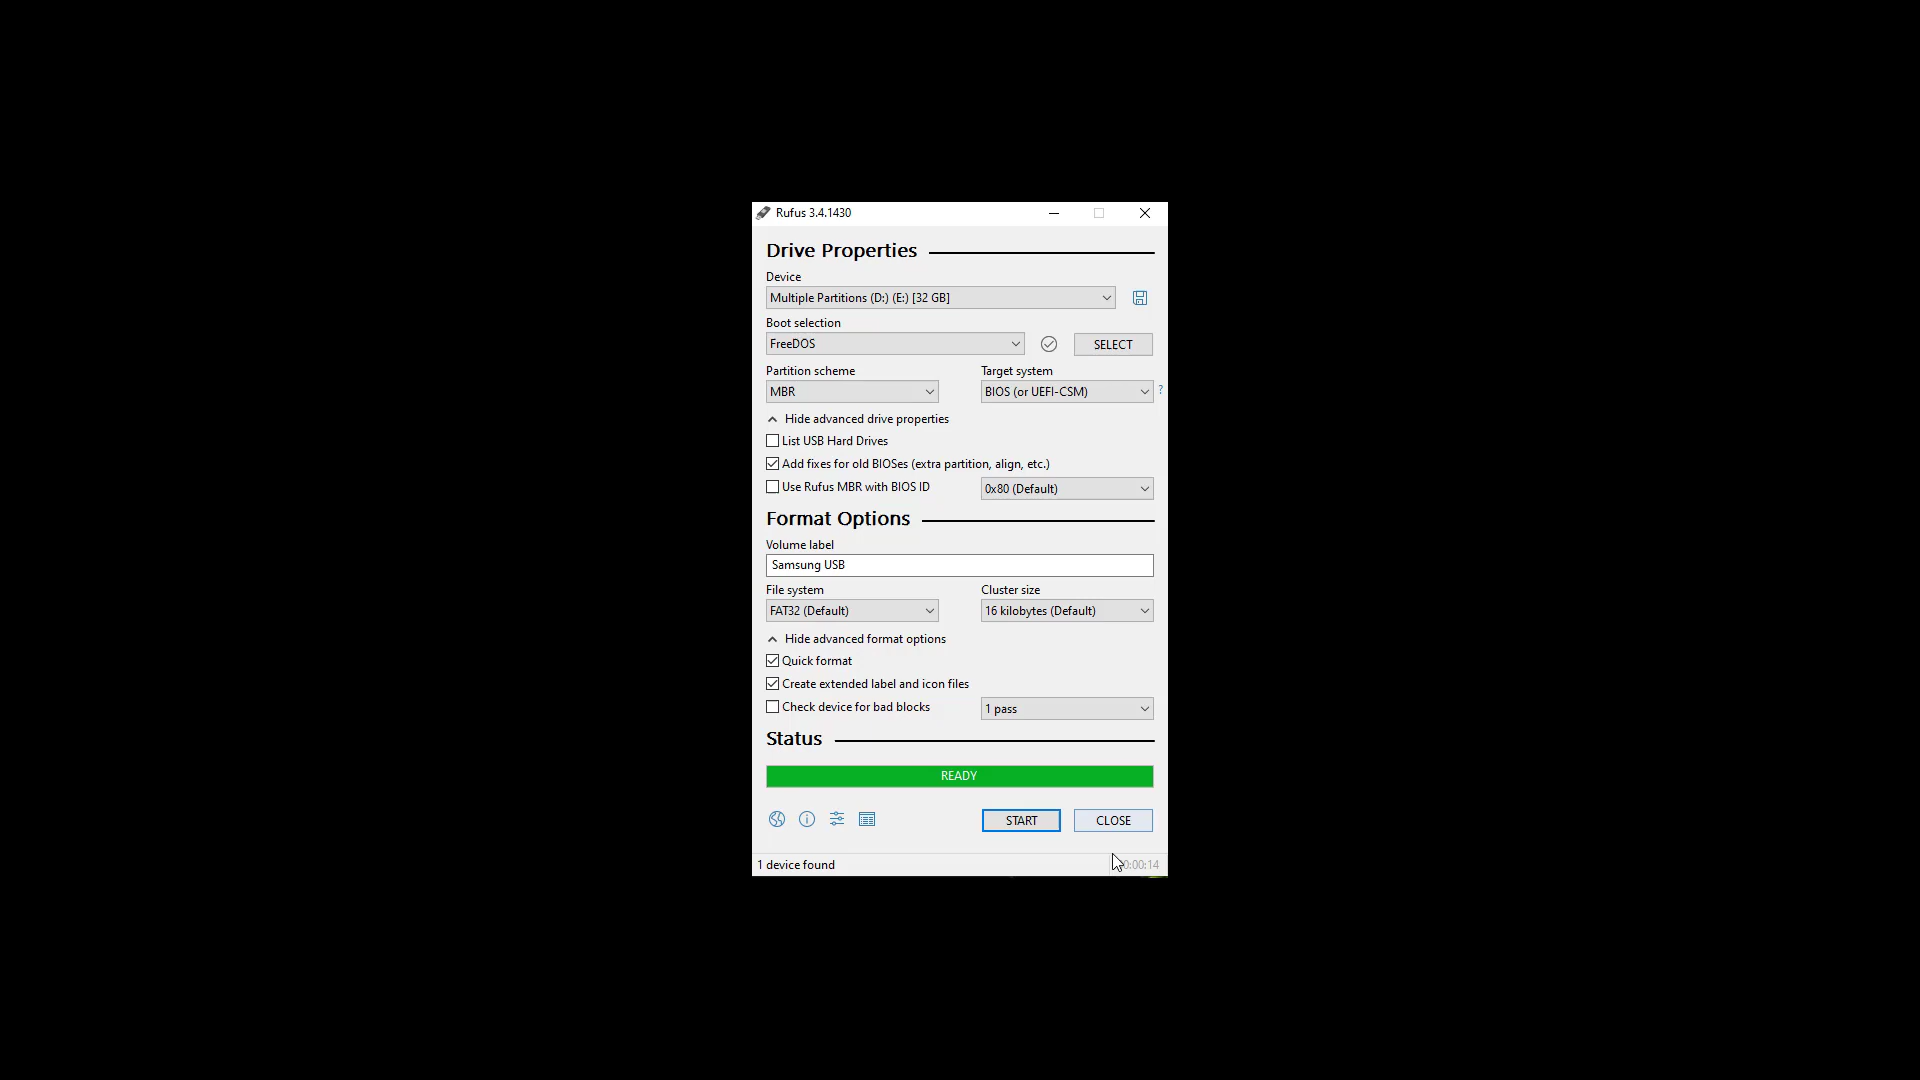 Rufus 3.4.1430
Drive Properties
Device
Multiple Partitions (D:) (E:) [32 GB]
Boot selection
FreeDOS
SELECT
Partition scheme
Target system
MBR
BIOS (or UEFI-CSM)
?
Hide advanced drive properties
List USB Hard Drives
Add fixes for old BIOSes (extra partition, align, etc.)
Use Rufus MBR with BIOS ID
0x80 (Default)
Format Options
Volume label
Samsung USB
File system
Cluster size
FAT32 (Default)
16 kilobytes (Default)
Hide advanced format options
Quick format
Create extended label and icon files
Check device for bad blocks
1 pass
Status
READY
START
CLOSE
1 device found
:00:14